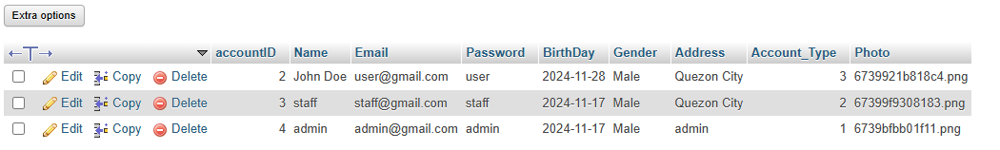 Extra options
←T→ accountID Name Email Password BirthDay Gender Address Account_Type Photo
Edit Copy Delete 2 John Doe user@gmail.com user 2024-11-28 Male Quezon City 3 6739921b818c4.png
Edit Copy Delete 3 staff staff@gmail.com staff 2024-11-17 Male Quezon City 2 67399f9308183.png
Edit Copy Delete 4 admin admin@gmail.com admin 2024-11-17 Male admin 1 6739bfbb01f11.png